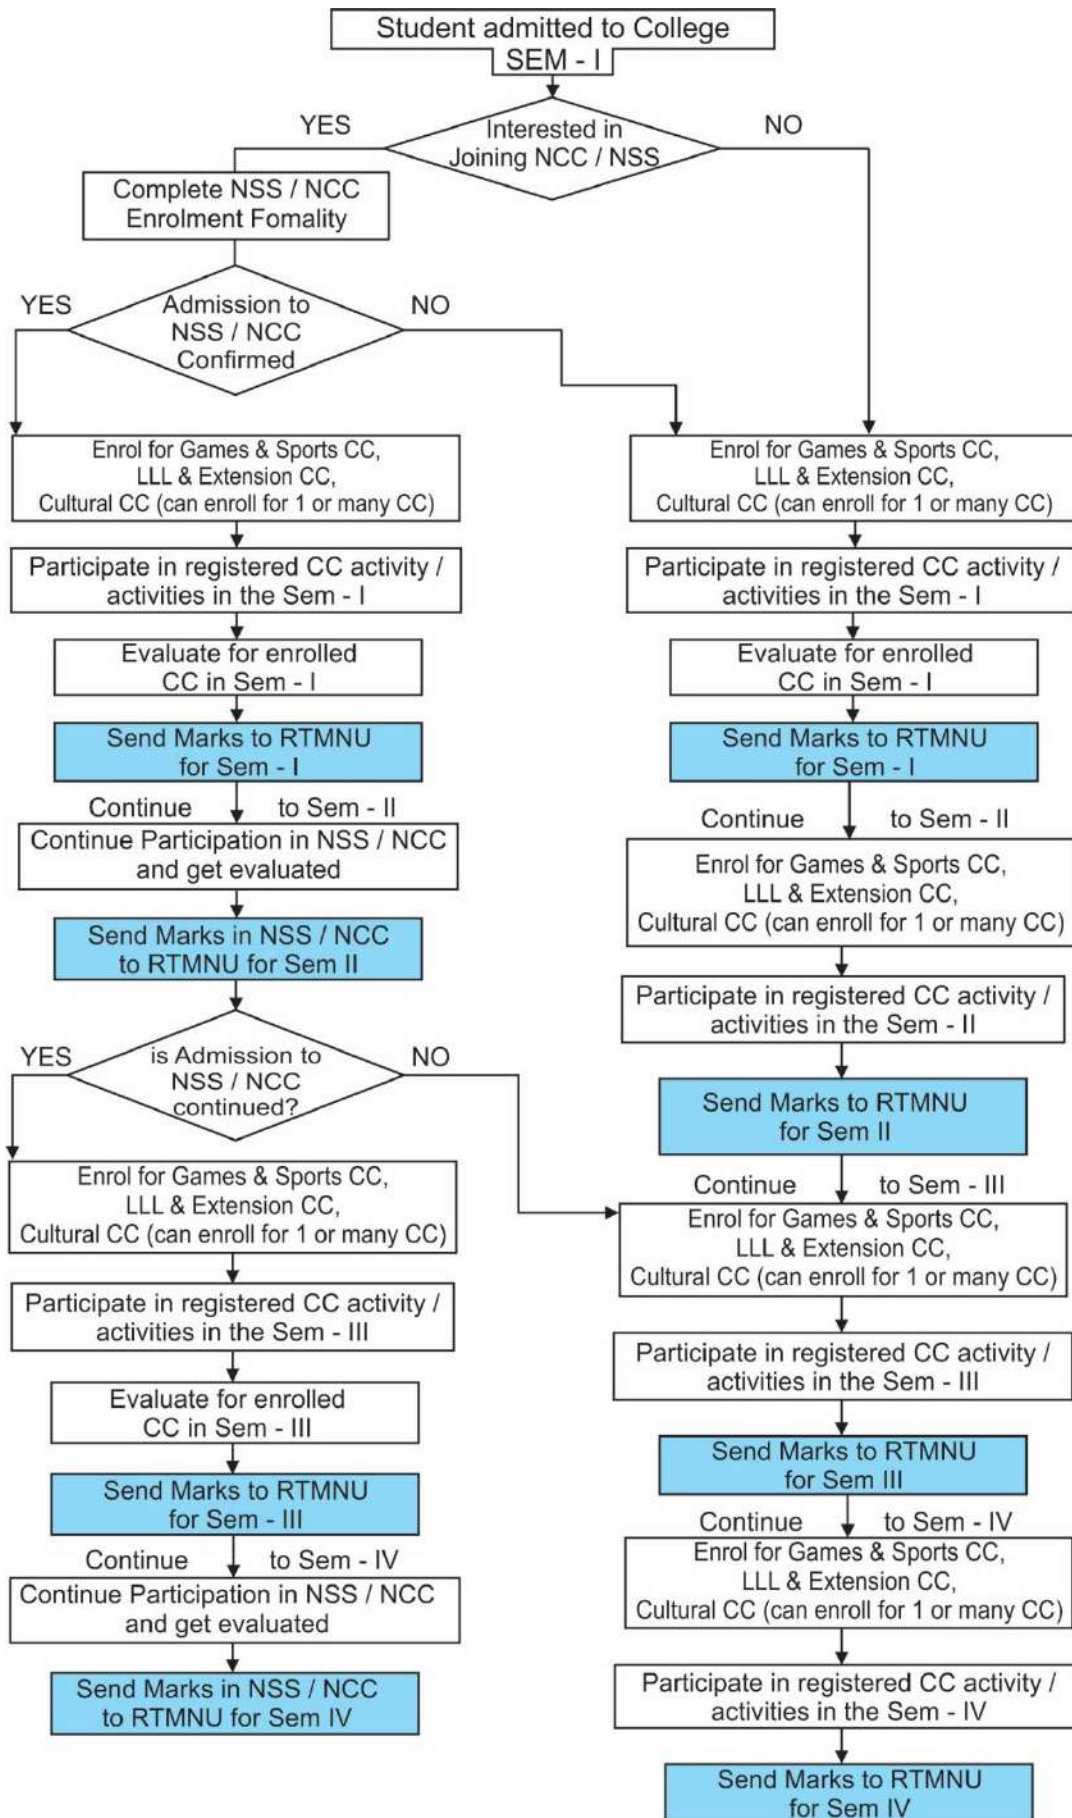 Student admitted to College
SEM - I
YES
Interested in
Joining NCC / NSS
NO
Complete NSS / NCC
Enrolment Fomality
YES
Admission to
NSS / NCC
Confirmed
NO
Enrol for Games & Sports CC,
LLL & Extension CC,
Cultural CC (can enroll for 1 or many CC)
Participate in registered CC activity /
activities in the Sem - I
Evaluate for enrolled
CC in Sem - I
Send Marks to RTMNU
for Sem - I
Continue to Sem - II
Continue Participation in NSS / NCC
and get evaluated
Send Marks in NSS / NCC
to RTMNU for Sem II
YES
is Admission to
NSS / NCC
continued?
NO
Enrol for Games & Sports CC,
LLL & Extension CC,
Cultural CC (can enroll for 1 or many CC)
Participate in registered CC activity /
activities in the Sem - III
Evaluate for enrolled
CC in Sem - III
Send Marks to RTMNU
for Sem - III
Continue to Sem - IV
Continue Participation in NSS / NCC
and get evaluated
Send Marks in NSS / NCC
to RTMNU for Sem IV
Enrol for Games & Sports CC,
LLL & Extension CC,
Cultural CC (can enroll for 1 or many CC)
Participate in registered CC activity /
activities in the Sem - I
Evaluate for enrolled
CC in Sem - I
Send Marks to RTMNU
for Sem - I
Continue to Sem - II
Enrol for Games & Sports CC,
LLL & Extension CC,
Cultural CC (can enroll for 1 or many CC)
Participate in registered CC activity /
activities in the Sem - II
Send Marks to RTMNU
for Sem II
Continue to Sem - III
Enrol for Games & Sports CC,
LLL & Extension CC,
Cultural CC (can enroll for 1 or many CC)
Participate in registered CC activity /
activities in the Sem - III
Send Marks to RTMNU
for Sem III
Continue to Sem - IV
Enrol for Games & Sports CC,
LLL & Extension CC,
Cultural CC (can enroll for 1 or many CC)
Participate in registered CC activity /
activities in the Sem - IV
Send Marks to RTMNU
for Sem IV